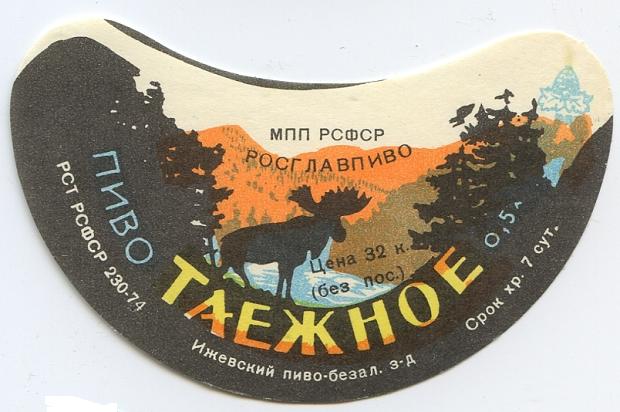 МПП РСФСР
РОСГЛАВПИВО
ПИВО
РСТ РСФСР 230-74
Цена 32 к.
(без пос.)
0,5 л
ТАЕЖНОЕ
Ижевский пиво-безал. з-д
Срок хр. 7 сут.